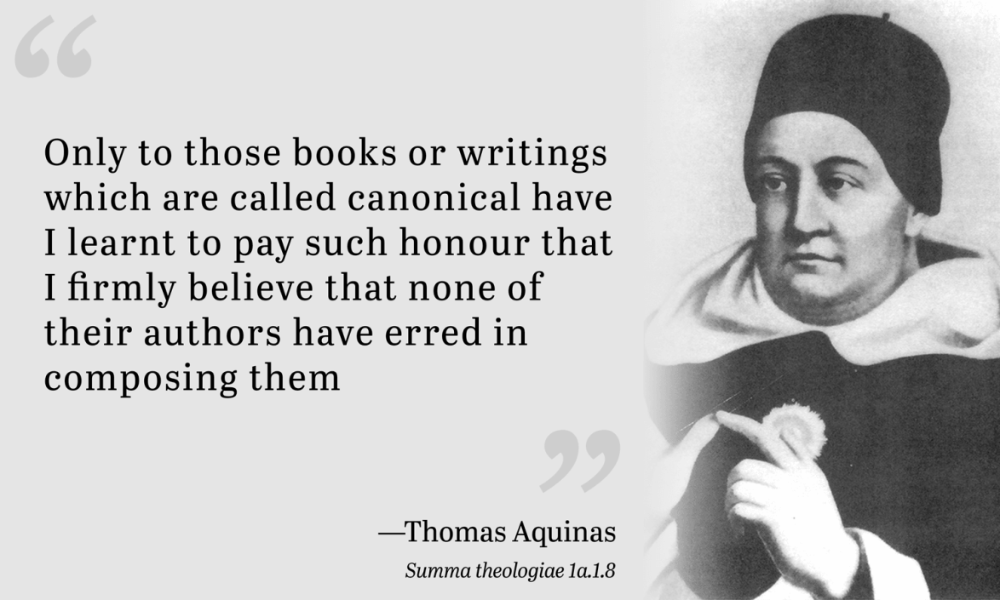 “
Only to those books or writings
which are called canonical have
I learnt to pay such honour that
I firmly believe that none of
their authors have erred in
composing them
”
—Thomas Aquinas
Summa theologiae 1a.1.8